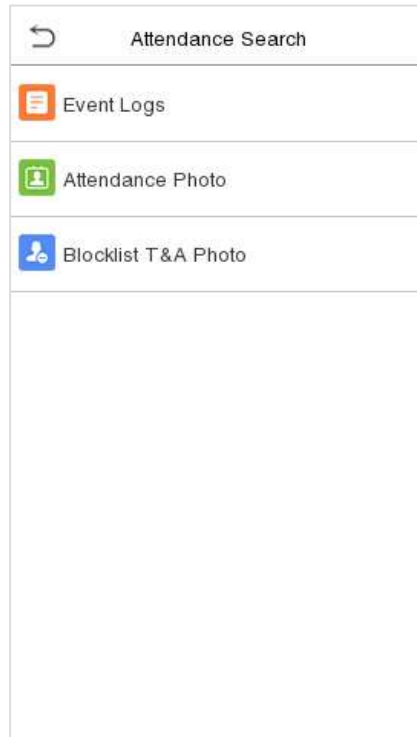 Attendance Search
Event Logs
Attendance Photo
Blocklist T&A Photo